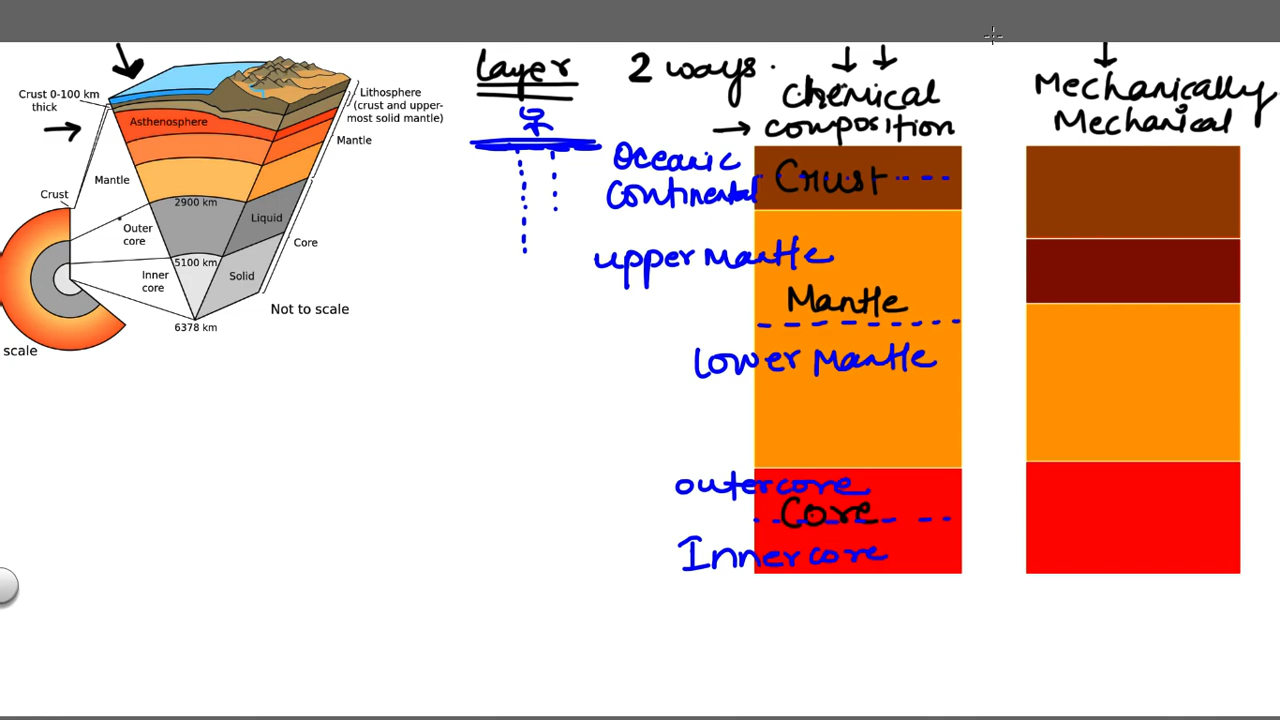 Crust 0-100 km
thick
Asthenosphere
Lithosphere
(crust and upper-
most solid mantle)
Mantle
Mantle
Crust
2900 km
Liquid
Outer
core
Core
5100 km
Inner
core
Solid
Not to scale
6378 km
scale
Layer
2 ways.
Chemical
composition
Mechanically
Mechanical
Oceanic
Continental
Crust
upper Mantle
Mantle
Lower Mantle
outercore
Core
Inner core